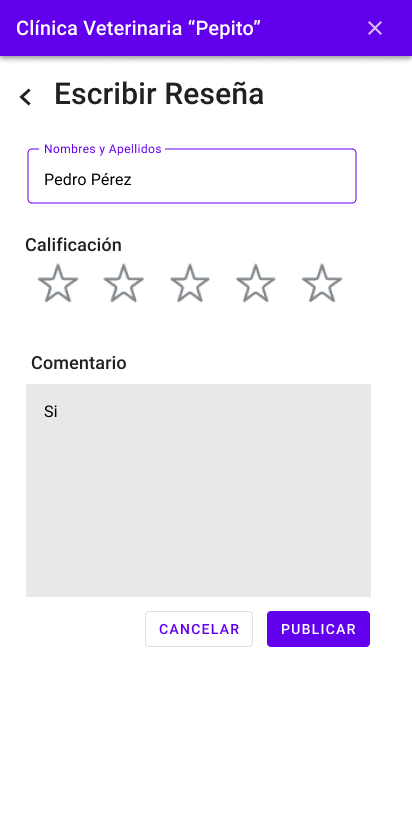 Clínica Veterinaria “Pepito”
Escribir Reseña
Nombres y Apellidos
Pedro Pérez
Calificación
Comentario
Si
CANCELAR PUBLICAR